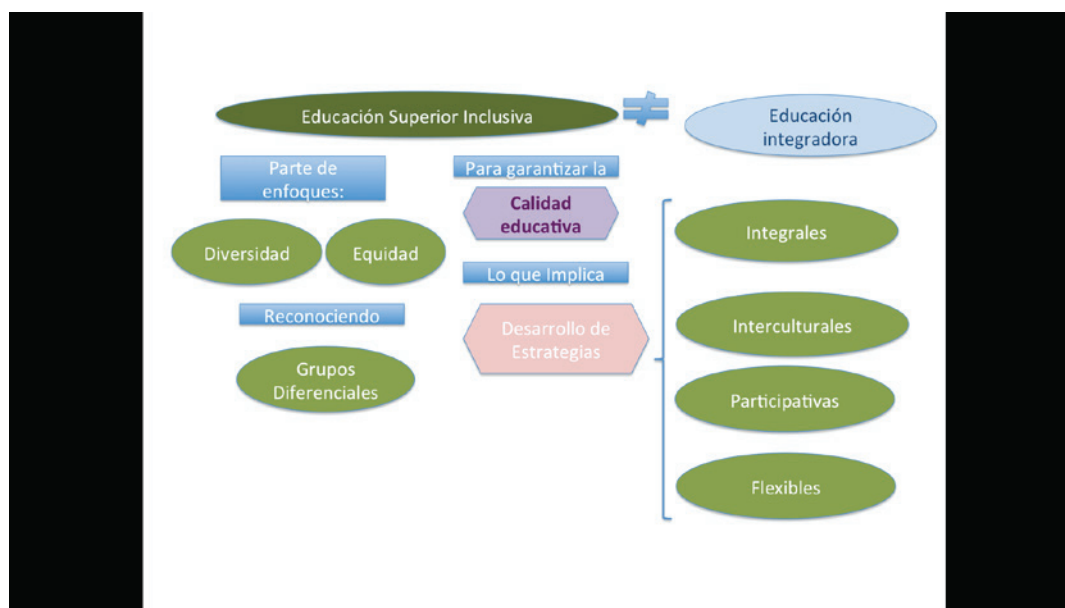 Educación Superior Inclusiva
≠
Educación
integradora
Parte de
enfoques:
Diversidad
Equidad
Reconociendo
Grupos
Diferenciales
Para garantizar la
Calidad
educativa
Lo que Implica
Desarrollo de
Estrategias
Integrales
Interculturales
Participativas
Flexibles